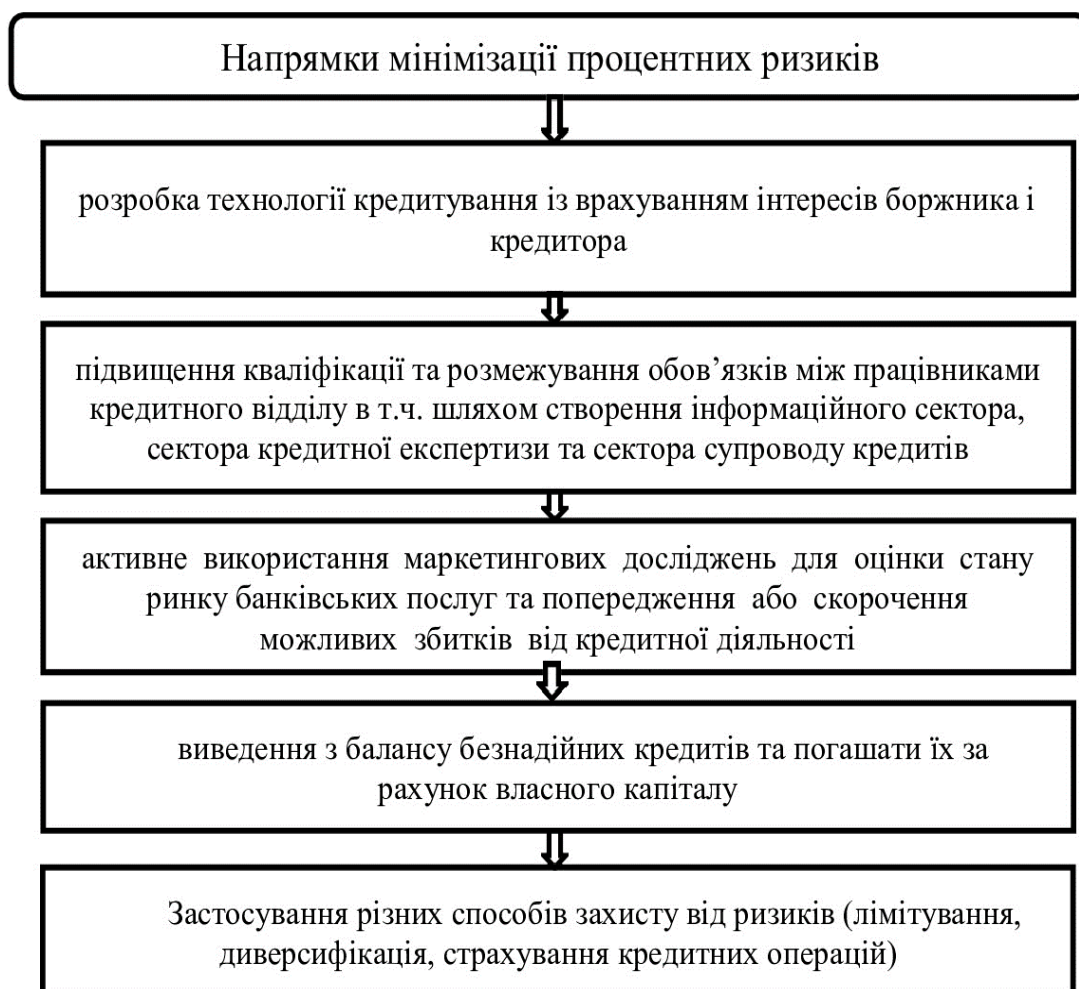 Напрямки мінімізації процентних ризиків
розробка технології кредитування із врахуванням інтересів боржника і
кредитора
підвищення кваліфікації та розмежування обов’язків між працівниками
кредитного відділу в т.ч. шляхом створення інформаційного сектора,
сектора кредитної експертизи та сектора супроводу кредитів
активне використання маркетингових досліджень для оцінки стану
ринку банківських послуг та попередження або скорочення
можливих збитків від кредитної діяльності
виведення з балансу безнадійних кредитів та погашати їх за
рахунок власного капіталу
Застосування різних способів захисту від ризиків (лімітування,
диверсифікація, страхування кредитних операцій)